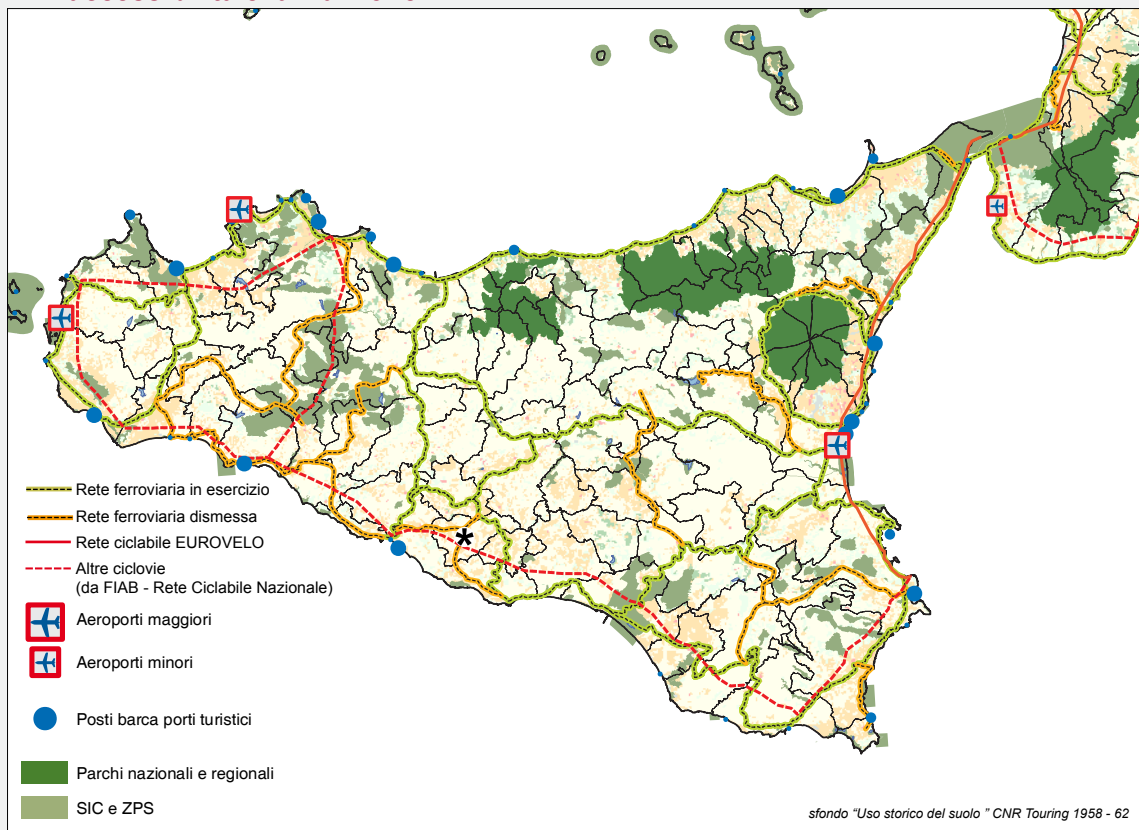 Rete ferroviaria in esercizio
Rete ferroviaria dismessa
Rete ciclabile EUROVELO
Altre ciclovie
(da FIAB - Rete Ciclabile Nazionale)
Aeroporti maggiori
Aeroporti minori
Posti barca porti turistici
Parchi nazionali e regionali
SIC e ZPS
*
sfondo “Uso storico del suolo ” CNR Touring 1958 - 62